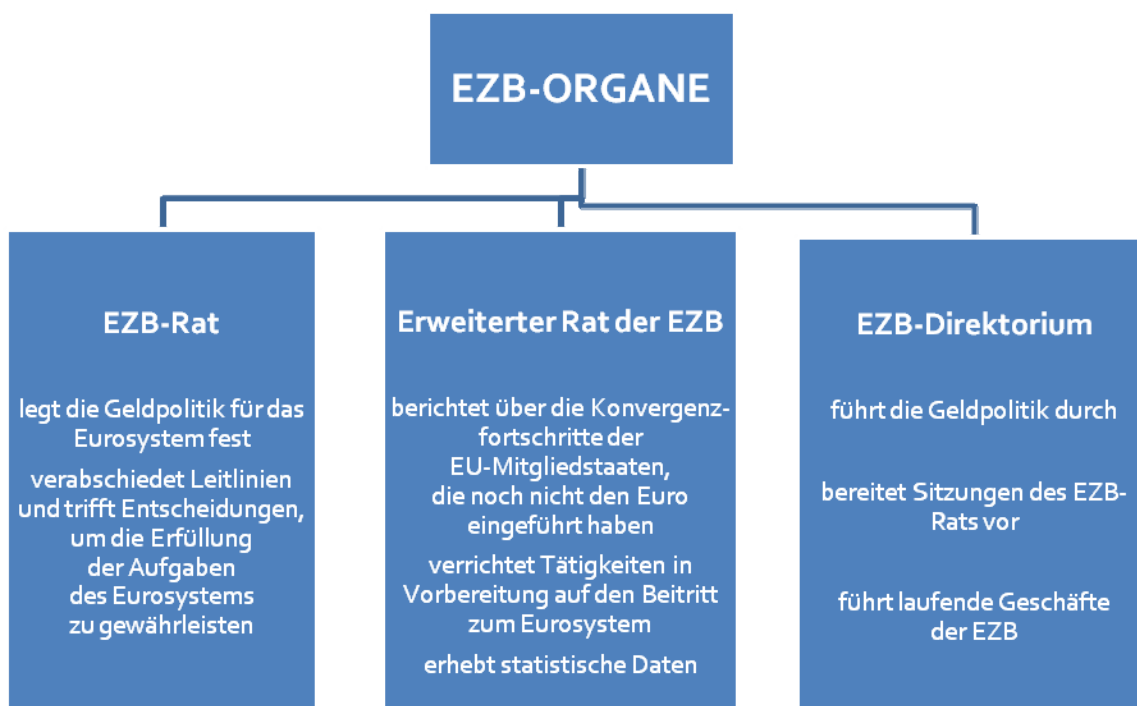 EZB-ORGANE
EZB-Rat
legt die Geldpolitik für das
Eurosystem fest
verabschiedet Leitlinien
und trifft Entscheidungen,
um die Erfüllung
der Aufgaben
des Eurosystems
zu gewährleisten
Erweiterter Rat der EZB
berichtet über die Konvergenz-
fortschritte der
EU-Mitgliedstaaten,
die noch nicht den Euro
eingeführt haben
verrichtet Tätigkeiten in
Vorbereitung auf den Beitritt
zum Eurosystem
erhebt statistische Daten
EZB-Direktorium
führt die Geldpolitik durch
bereitet Sitzungen des EZB-
Rats vor
führt laufende Geschäfte
der EZB